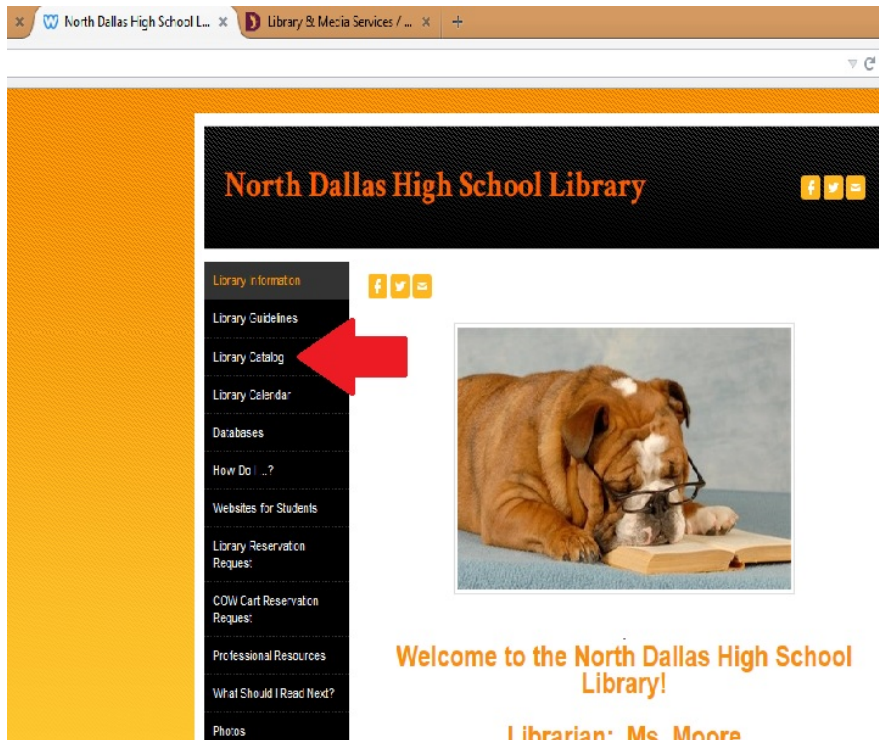 North Dallas High School L...
Library & Media Services / ...
North Dallas High School Library
Library Information
Library Guidelines
Library Catalog
Library Calendar
Databases
How Do I ...?
Websites for Students
Library Reservation
Request
COW Cart Reservation
Request
Professional Resources
What Should I Read Next?
Photos
Welcome to the North Dallas High School
Library!
Librarian: Ms. Moore